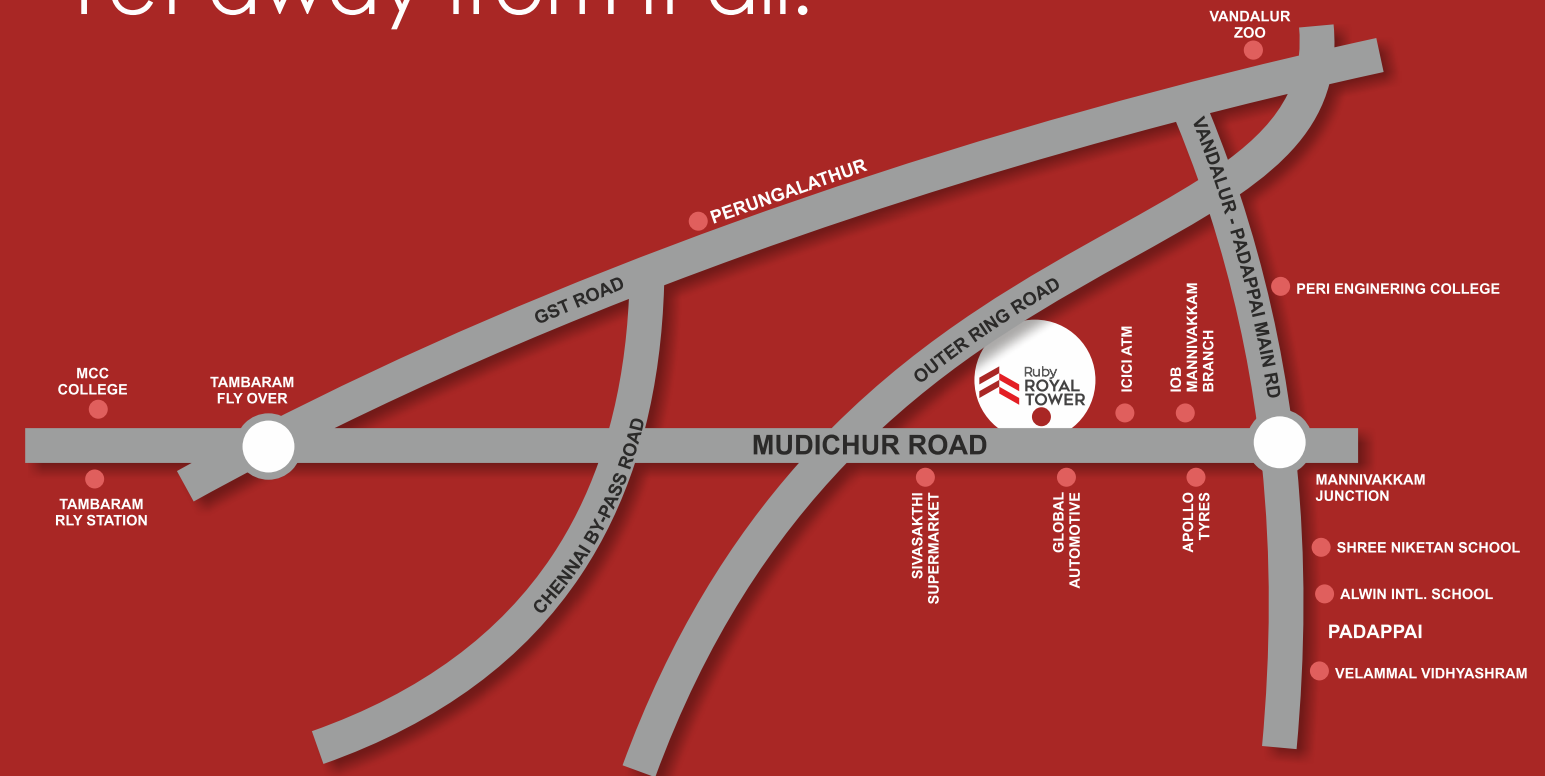 VANDALUR
ZOO
PERUNGALATHUR
VANDALUR - PADAPPAI MAIN RD
GST ROAD
OUTER RING ROAD
PERI ENGINERING COLLEGE
MCC
COLLEGE
TAMBARAM
FLY OVER
Ruby
ROYAL
TOWER
ICICI ATM
IOB
MANNIVAKKAM
BRANCH
CHENNAI BY-PASS ROAD
MUDICHUR ROAD
TAMBARAM
RLY STATION
SIVASAKTHI
SUPERMARKET
GLOBAL
AUTOMOTIVE
APOLLO
TYRES
MANNIVAKKAM
JUNCTION
SHREE NIKETAN SCHOOL
ALWIN INTL. SCHOOL
PADAPPAI
VELAMMAL VIDHYASHRAM